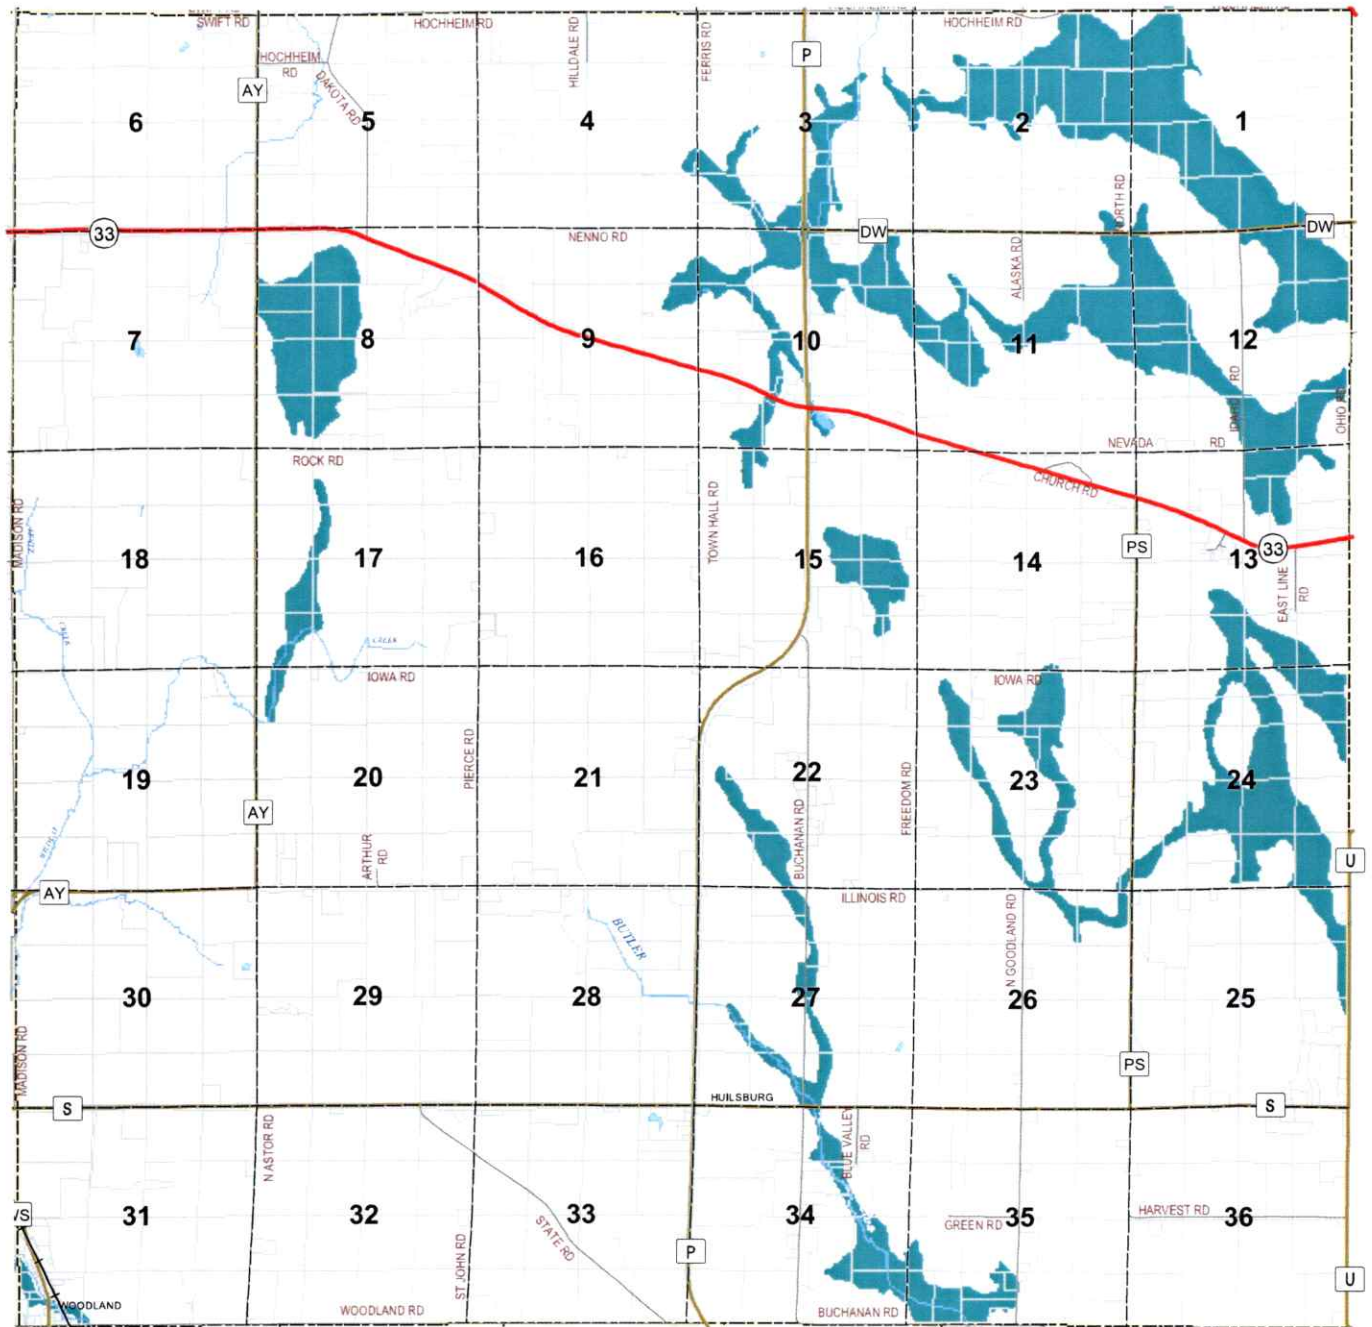 SWIFT RD
HOCHHEIM RD
HILLDALE RD
FERRIS RD
P
HOCHHEIM RD
HOCHHEIM
RD
DAKOTA RD
AY
6
5
4
3
2
1
NORTH RD
33
NENNO RD
DW
DW
ALASKA RD
7
8
9
10
11
12
IDAHO RD
OHIO RD
NEVADA RD
ROCK RD
CHURCH RD
MADISON RD
TOWN HALL RD
PS
33
18
17
16
15
14
13
EAST LINE
RD
IOWA RD
IOWA RD
PIERCE RD
19
20
21
22
23
24
FREEDOM RD
BUCHANAN RD
AY
ARTHUR
RD
U
AY
ILLINOIS RD
N GOODLAND RD
BUTLER
30
29
28
27
26
25
MADISON RD
PS
S
HUILSBURG
S
N ASTOR RD
BLUE VALLEY
RD
31
32
33
34
35
36
HARVEST RD
GREEN RD
STATE RD
ST JOHN RD
P
U
WOODLAND
WOODLAND RD
BUCHANAN RD